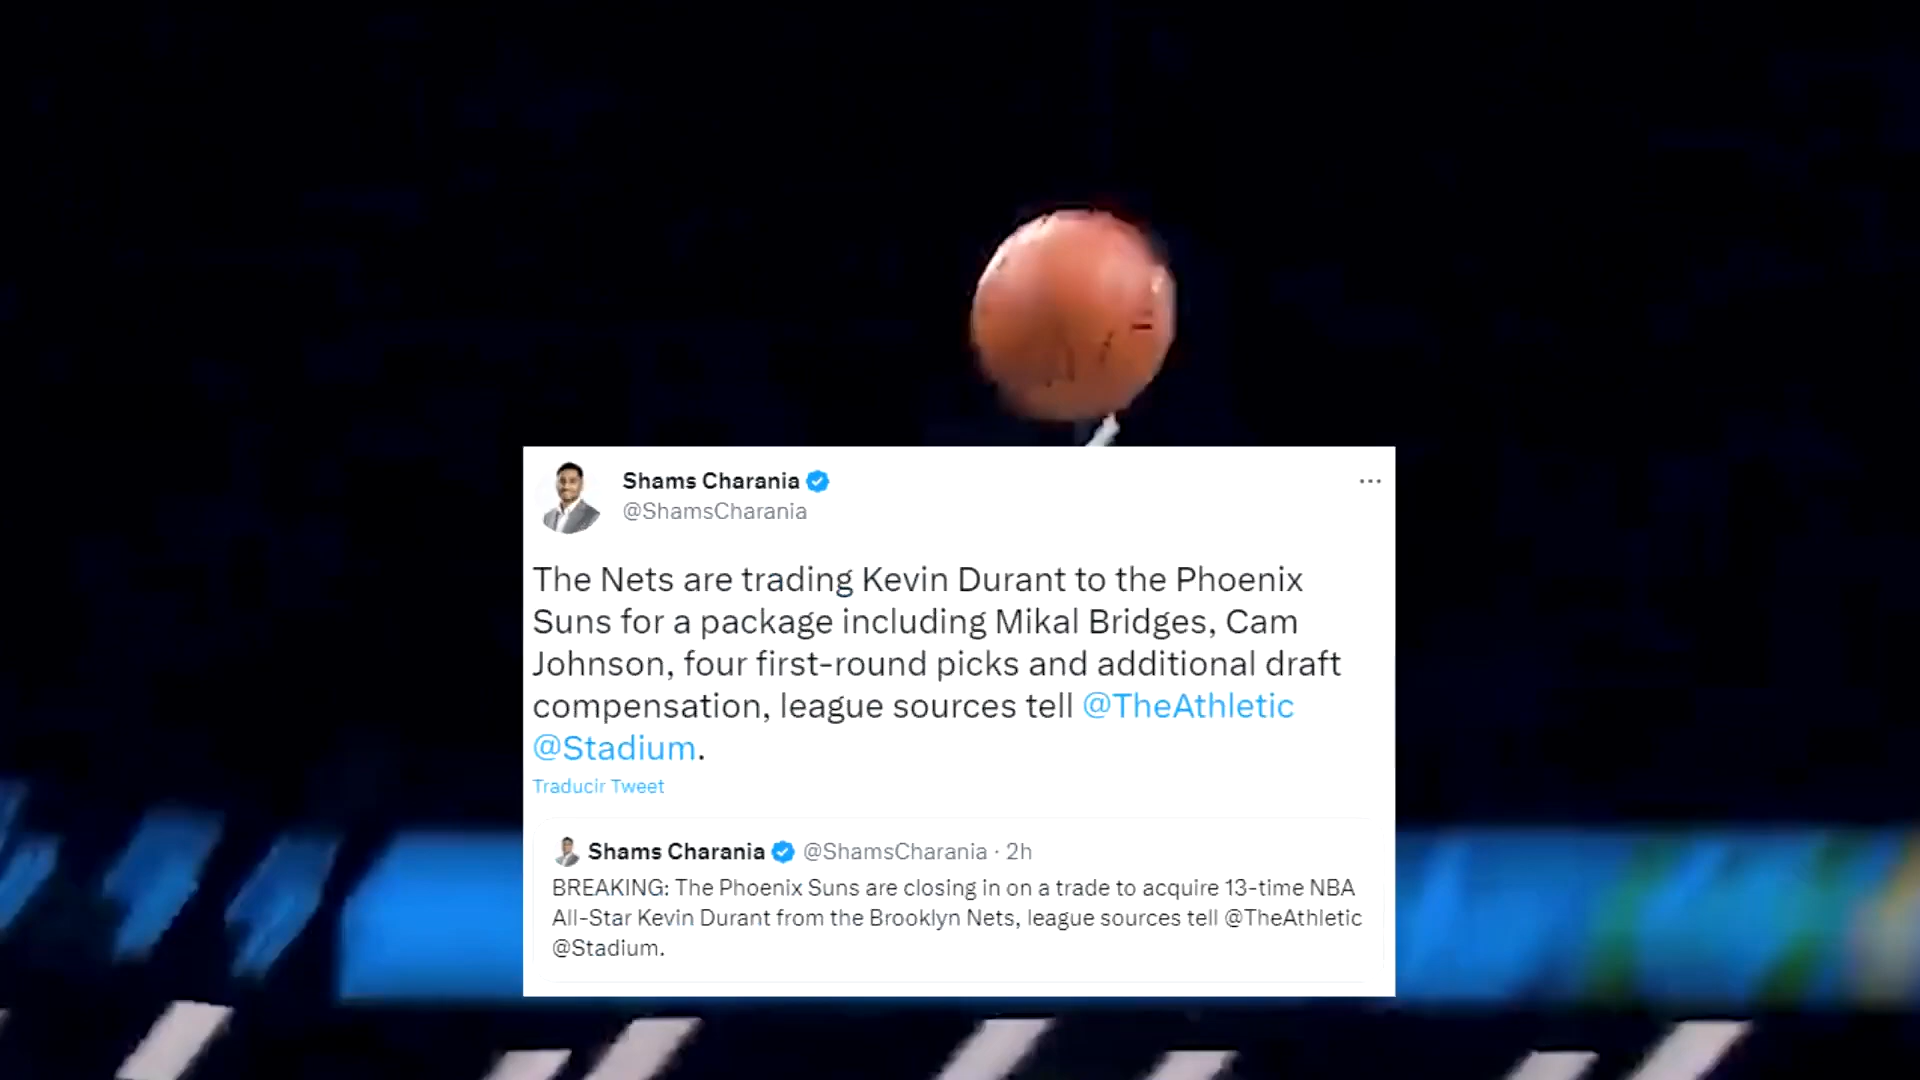 Shams Charania
@ShamsCharania
The Nets are trading Kevin Durant to the Phoenix
Suns for a package including Mikal Bridges, Cam
Johnson, four first-round picks and additional draft
compensation, league sources tell @TheAthletic
@Stadium.
Traducir Tweet
Shams Charania @ShamsCharania · 2h
BREAKING: The Phoenix Suns are closing in on a trade to acquire 13-time NBA
All-Star Kevin Durant from the Brooklyn Nets, league sources tell @TheAthletic
@Stadium.